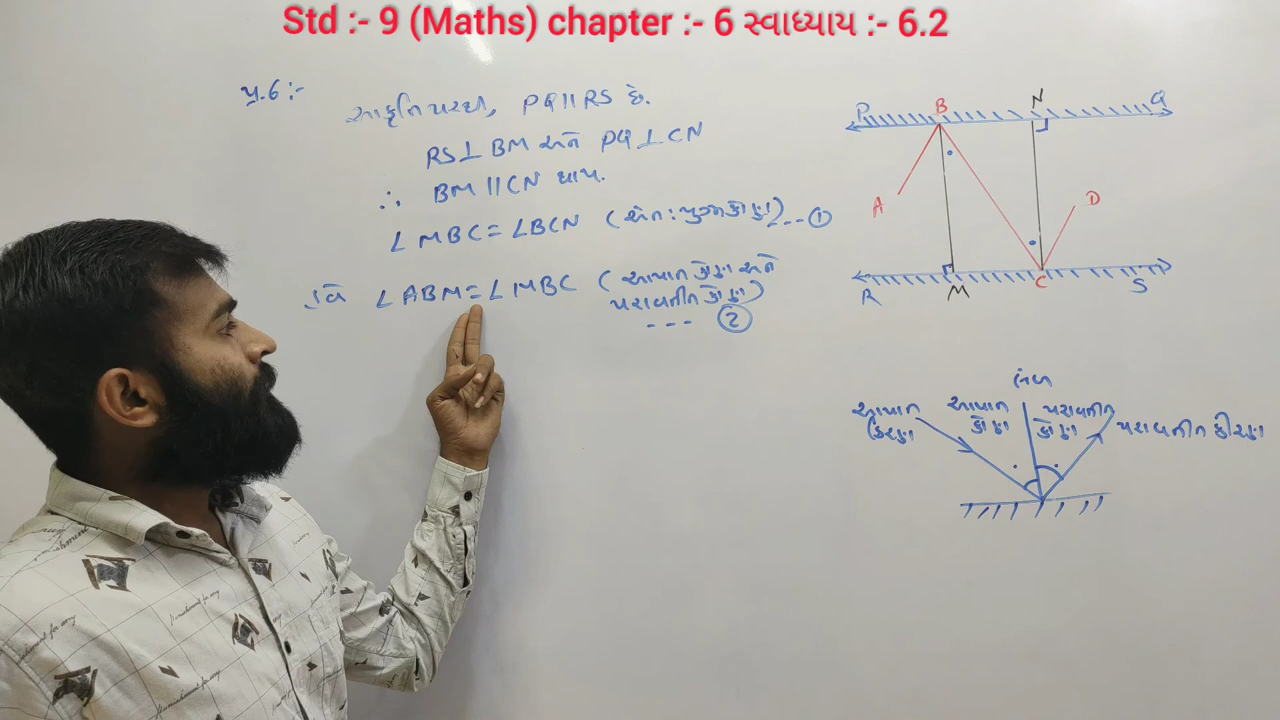 Std :- 9 (Maths) chapter :- 6 સ્વાધ્યાય :- 6.2
પ્ર.6 :-
આકૃતિ પરથી, PQ || RS છે.
RS ⊥ BM અને PQ ⊥ CN
∴ BM || CN થાય.
∠MBC = ∠BCN (અંતઃયુગ્મકોણ) --- ①
હવે ∠ABM = ∠MBC (આપાત કોણ અને
પરાવર્તીત કોણ)
--- ②
P B N Q
A D
R M C S
લંબ
આપાત કિરણ
આપાત કોણ
પરાવર્તીત કોણ
પરાવર્તીત કીરણ